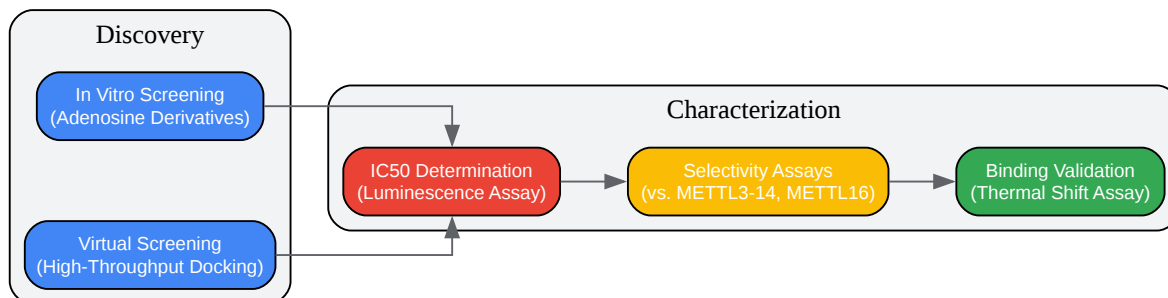 Discovery
In Vitro Screening
(Adenosine Derivatives)
Virtual Screening
(High-Throughput Docking)
Characterization
IC50 Determination
(Luminescence Assay)
Selectivity Assays
(vs. METTL3-14, METTL16)
Binding Validation
(Thermal Shift Assay)